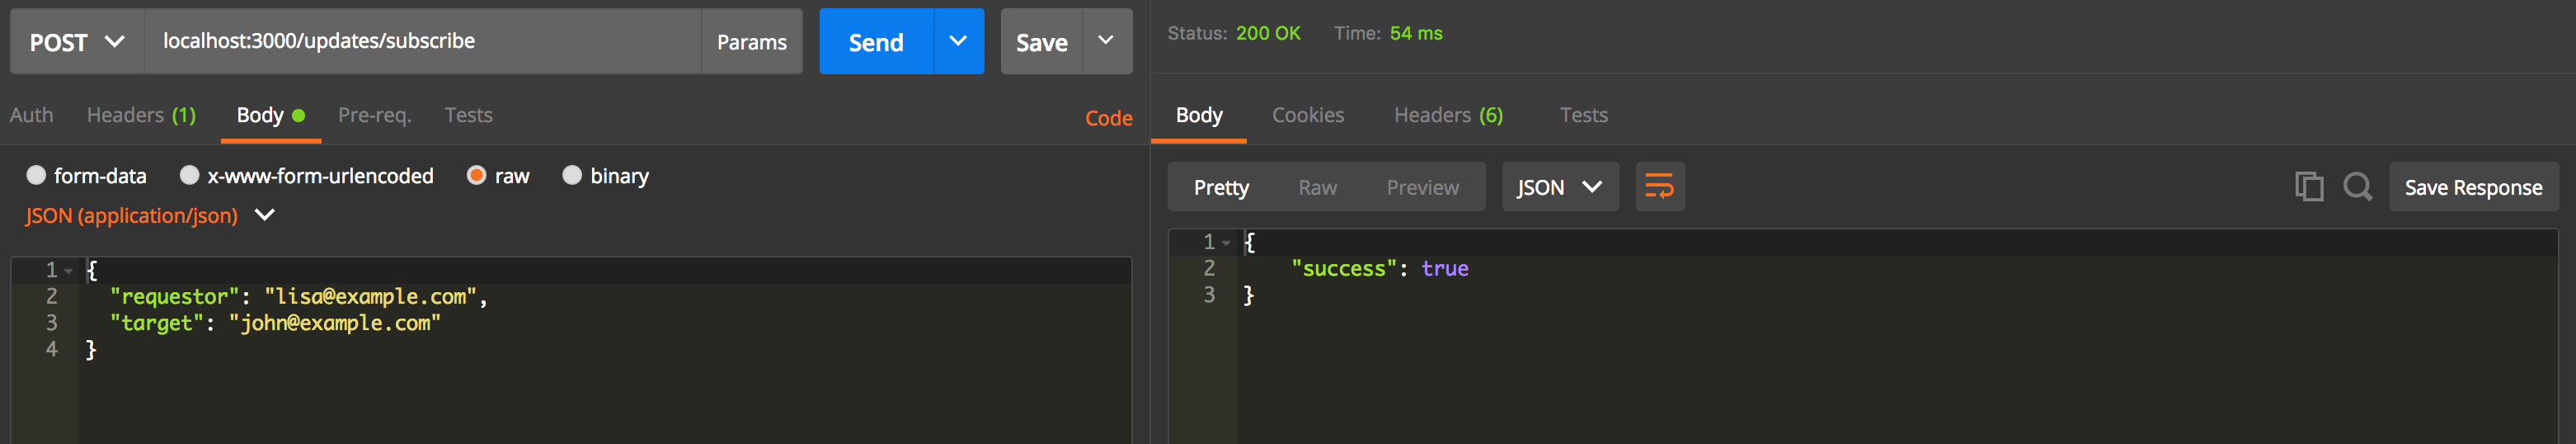 POST localhost:3000/updates/subscribe Params Send Save
Auth Headers (1) Body Pre-req. Tests Code
form-data x-www-form-urlencoded raw binary
JSON (application/json)
1 {
2 "requestor": "lisa@example.com",
3 "target": "john@example.com"
4 }
Status: 200 OK Time: 54 ms
Body Cookies Headers (6) Tests
Pretty Raw Preview JSON Save Response
1 {
2 "success": true
3 }